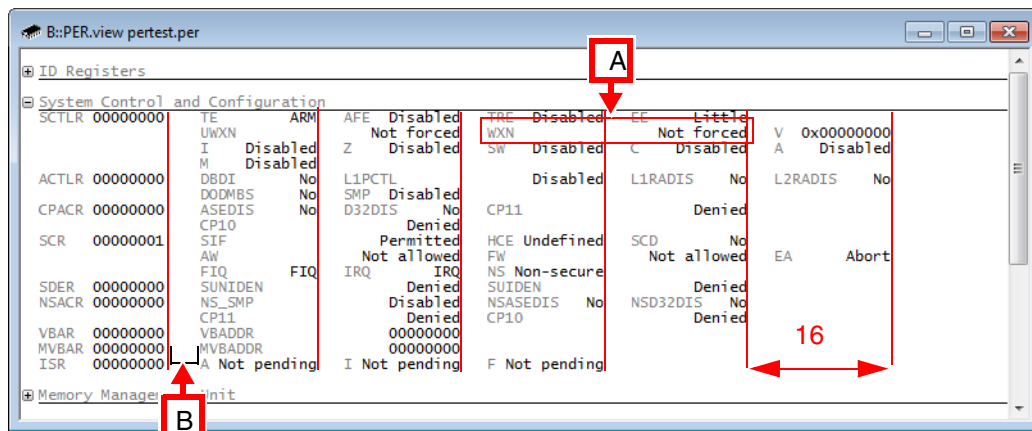 B::PER.view pertest.per
A
ID Registers
System Control and Configuration
SCTLR 00000000 TE ARM AFE Disabled TRE Disabled EE Little
UWXN Not forced WXN Not forced V 0x00000000
I Disabled Z Disabled SW Disabled C Disabled A Disabled
M Disabled
ACTLR 00000000 DBDI No L1PCTL Disabled L1RADIS No L2RADIS No
DODMBS No SMP Disabled
CPACR 00000000 ASEDIS No D32DIS No CP11 Denied
CP10 Denied
SCR 00000001 SIF Permitted HCE Undefined SCD No
AW Not allowed FW Not allowed EA Abort
FIQ FIQ IRQ IRQ NS Non-secure
SDER 00000000 SUNIDEN Denied SUIDEN Denied
NSACR 00000000 NS_SMP Disabled NSASEDIS No NSD32DIS No
CP11 Denied CP10 Denied
VBAR 00000000 VBADDR 00000000
16
MVBAR 00000000 MVBADDR 00000000
ISR 00000000 A Not pending I Not pending F Not pending
Memory Manage Unit
B